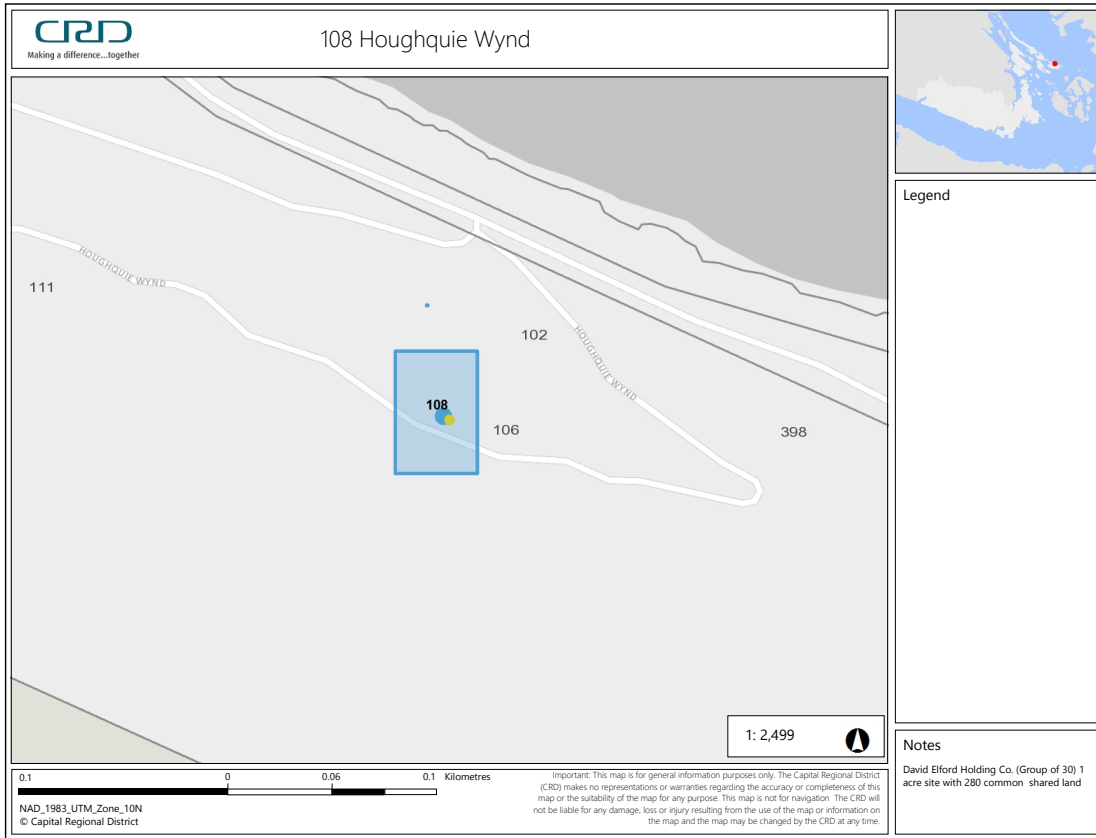 CRD
Making a difference...together
108 Houghquie Wynd
HOUGHQUIE WYND
111
102
HOUGHQUIE WYND
108
106
398
1: 2,499
Legend
Notes
David Elford Holding Co. (Group of 30) 1
acre site with 280 common shared land
0.1 0 0.06 0.1 Kilometres
NAD_1983_UTM_Zone_10N
© Capital Regional District
Important: This map is for general information purposes only. The Capital Regional District
(CRD) makes no representations or warranties regarding the accuracy or completeness of this
map or the suitability of the map for any purpose. This map is not for navigation The CRD will
not be liable for any damage, loss or injury resulting from the use of the map or information on
the map and the map may be changed by the CRD at any time.